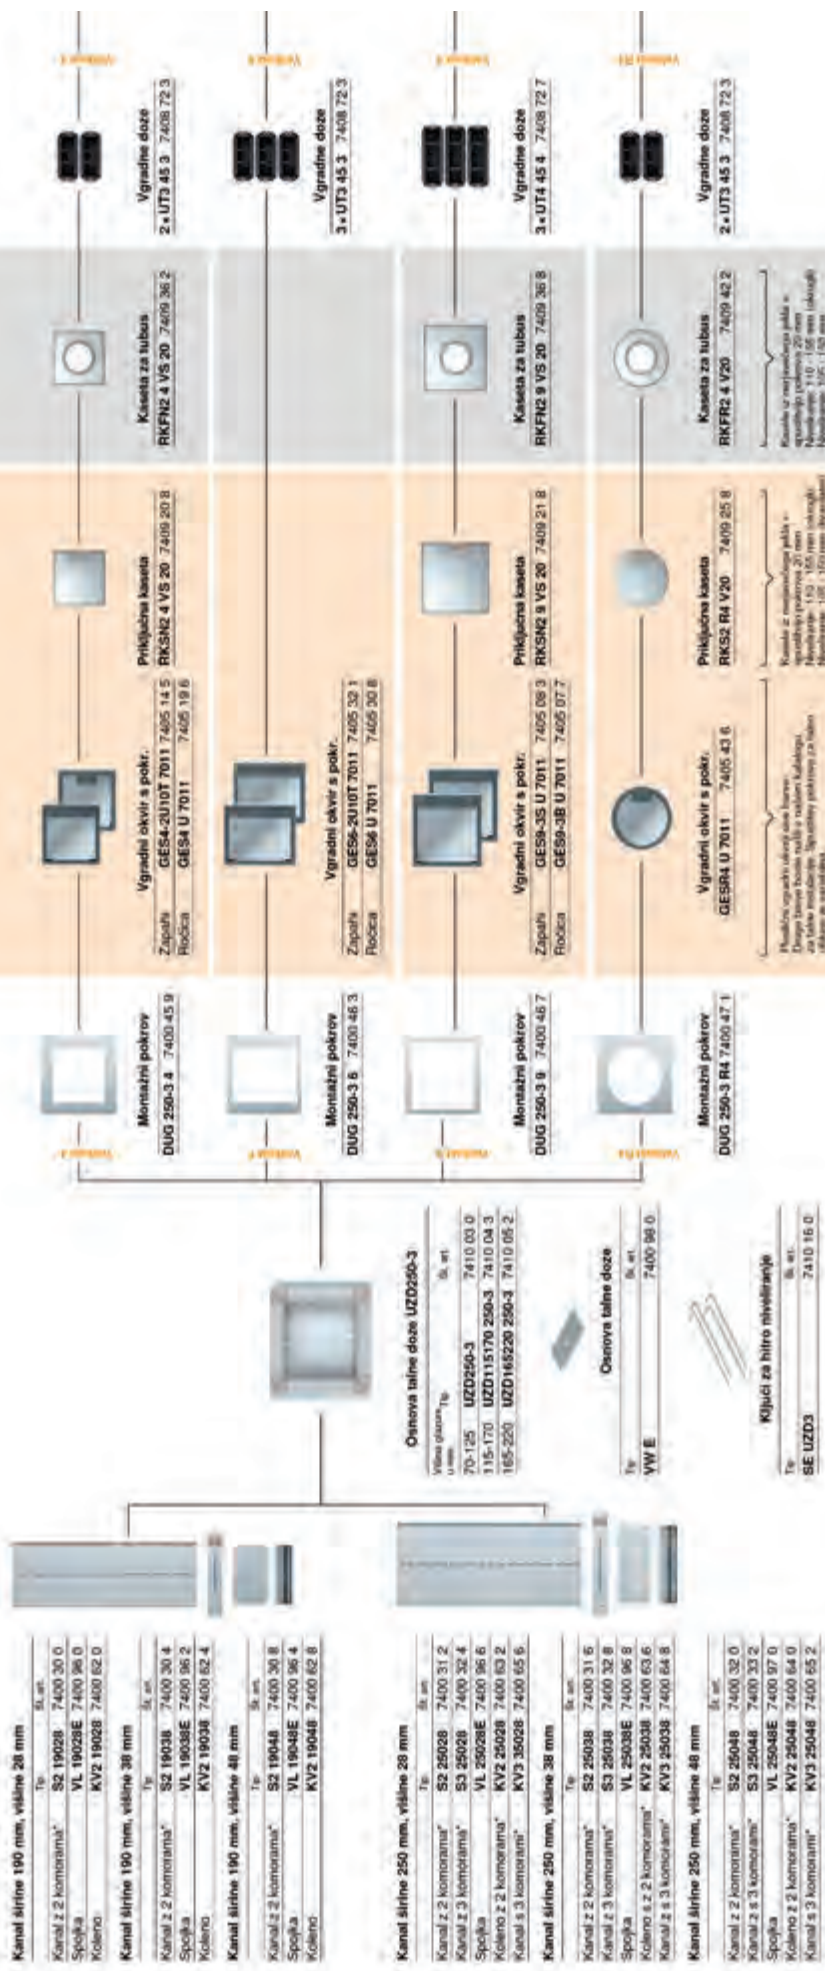 Kanal širine 190 mm, višine 28 mm
Tip Št. art.
Kanal z 2 komorama* S2 19028 7400 30 0
Spojka VL 19028E 7400 96 0
Koleno KV2 19028 7400 62 0
Kanal širine 190 mm, višine 38 mm
Tip Št. art.
Kanal z 2 komorama* S2 19038 7400 30 4
Spojka VL 19038E 7400 96 2
Koleno KV2 19038 7400 62 4
Kanal širine 190 mm, višine 48 mm
Tip Št. art.
Kanal z 2 komorama* S2 19048 7400 30 8
Spojka VL 19048E 7400 96 4
Koleno KV2 19048 7400 62 8
Kanal širine 250 mm, višine 28 mm
Tip Št. art.
Kanal z 2 komorama* S2 25028 7400 31 2
Kanal z 3 komorama* S3 25028 7400 32 4
Spojka VL 25028E 7400 96 6
Koleno z 2 komorama* KV2 25028 7400 63 2
Kanal s 3 komorami* KV3 35028 7400 65 6
Kanal širine 250 mm, višine 38 mm
Tip Št. art.
Kanal z 2 komorama* S2 25038 7400 31 6
Kanal z 3 komorama* S3 25038 7400 32 8
Spojka VL 25038E 7400 96 8
Koleno s z 2 komorama* KV2 25038 7400 63 6
Kanal z s 3 komorami* KV3 25038 7400 64 8
Kanal širine 250 mm, višine 48 mm
Tip Št. art.
Kanal z 2 komorama* S2 25048 7400 32 0
Kanal z s 3 komorami* S3 25048 7400 33 2
Spojka VL 25048E 7400 97 0
Koleno z 2 komorama* KV2 25048 7400 64 0
Kanal s 3 komorami* KV3 25048 7400 65 2
Osnova talne doze UZD250-3
Višina Tip Št. art.
70-125 UZD250-3 7410 03 0
115-170 UZD115170 250-3 7410 04 3
165-220 UZD165220 250-3 7410 05 2
Osnova talne doze
Tip Št. art.
VW E 7400 98 0
Ključi za hitro niveliranje
Tip Št. art.
SE UZD3 7410 16 0
Montažni pokrov
DUG 250-3 4 7400 45 9
Vgradni okvir s pokr.
Zapahi GES4-2U10T 7011 7405 14 5
Ročica GES4 U 7011 7405 19 6
Priključna kaseta
RKSN2 4 VS 20 7409 20 8
Kaseta za tubus
RKFN2 4 VS 20 7409 36 2
Vgradne doze
2 x UT3 45 3 7408 72 3
Montažni pokrov
DUG 250-3 6 7400 46 3
Vgradni okvir s pokr.
Zapahi GES6-2U10T 7011 7405 32 1
Ročica GES6 U 7011 7405 30 8
Vgradne doze
3 x UT3 45 3 7408 72 3
Montažni pokrov
DUG 250-3 9 7400 46 7
Vgradni okvir s pokr.
Zapahi GES9-3S U 7011 7405 08 3
Ročica GES9-3B U 7011 7405 07 7
Priključna kaseta
RKSN2 9 VS 20 7409 21 8
Kaseta za tubus
RKFN2 9 VS 20 7409 36 8
Vgradne doze
3 x UT4 45 4 7408 72 7
Velikost R4
Montažni pokrov
DUG 250-3 R4 7400 47 1
Vgradni okvir s pokr.
GESR4 U 7011 7405 43 6
Priključna kaseta
RKS2 R4 V20 7409 25 8
Kaseta za tubus
RKFR2 4 V20 7409 42 2
Vgradne doze
2 x UT3 45 3 7408 72 3